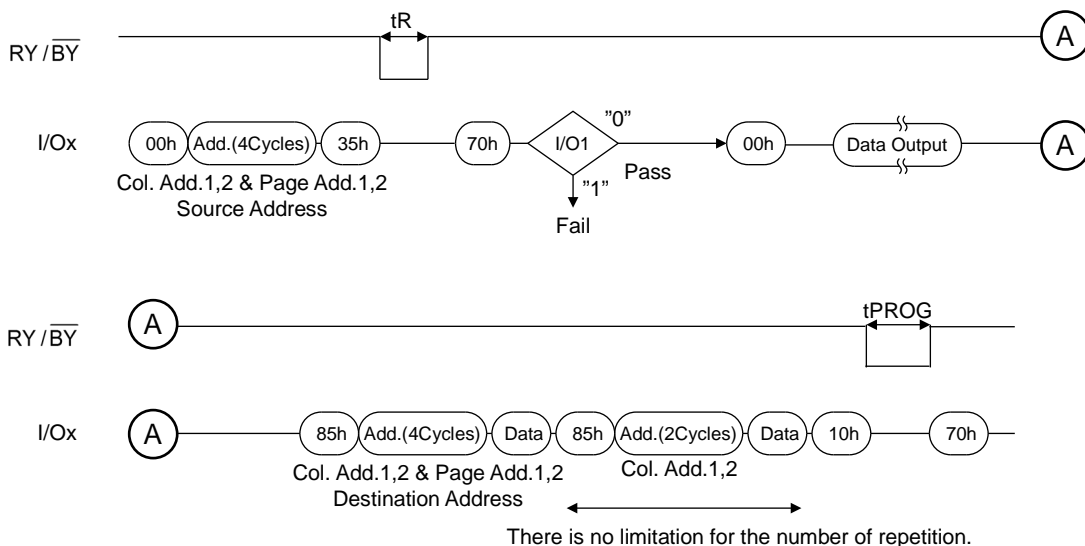 tR
RY / BY
A
I/Ox
00h Add.(4Cycles) 35h 70h I/O1 "0" 00h Data Output A
Pass
"1"
Fail
Col. Add.1,2 & Page Add.1,2
Source Address
A
RY / BY
tPROG
I/Ox
A 85h Add.(4Cycles) Data 85h Add.(2Cycles) Data 10h 70h
Col. Add.1,2 & Page Add.1,2 Col. Add.1,2
Destination Address
There is no limitation for the number of repetition.